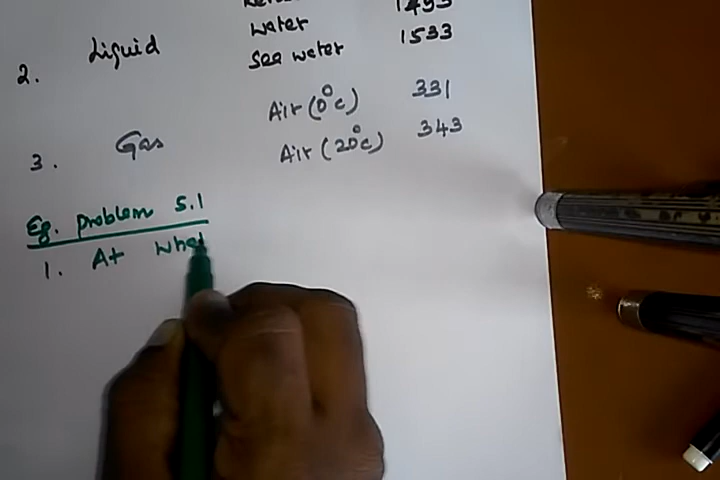 1493
Water
2. Liquid Sea water 1533
Air (0°c) 331
3. Gas Air (20°c) 343
Eg. problem 5.1
1. At What